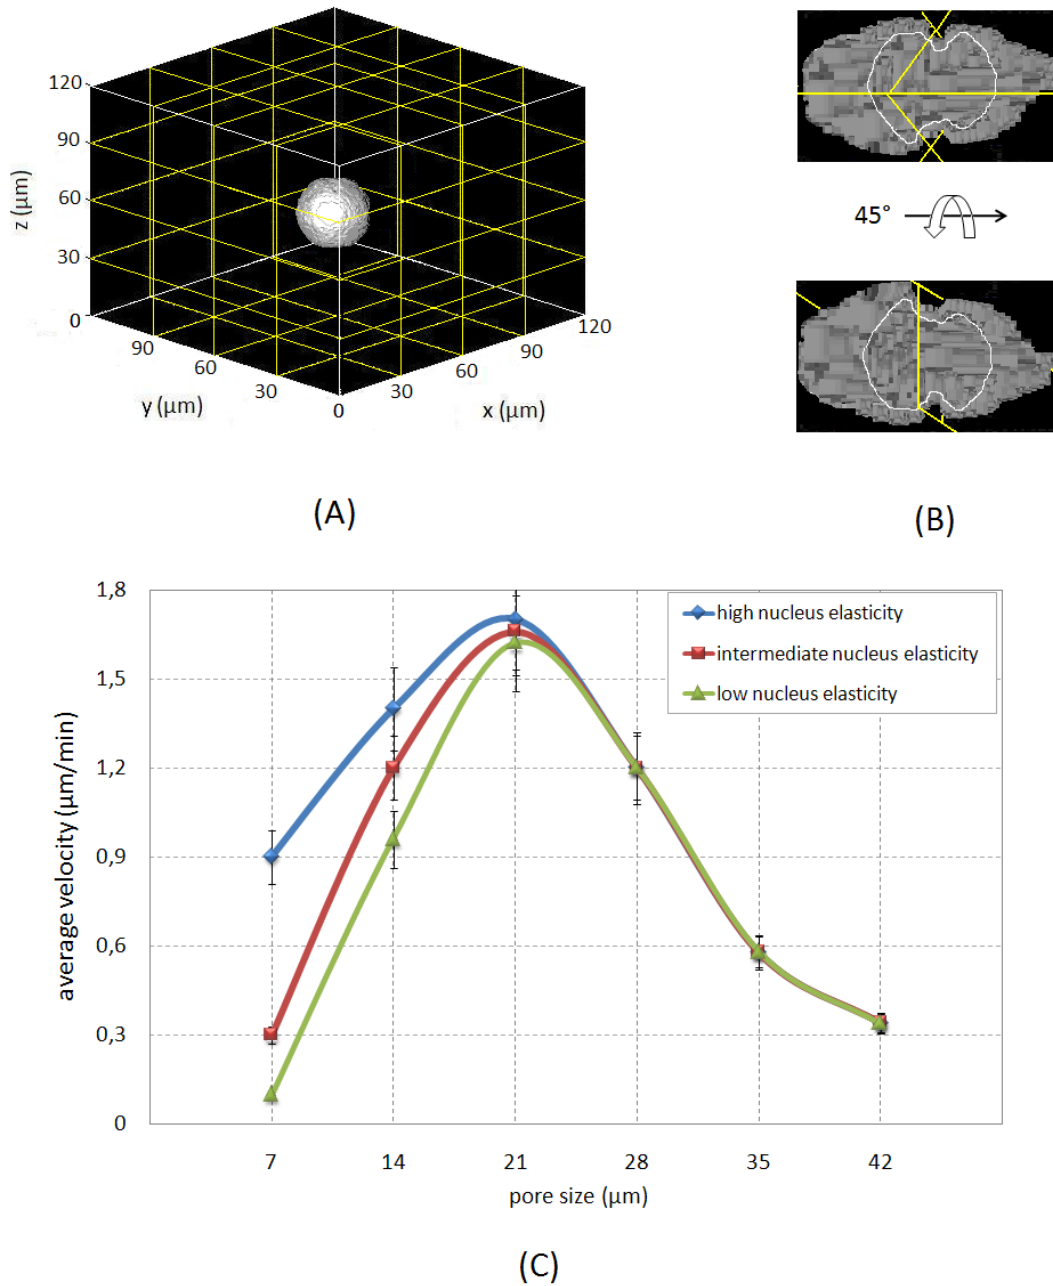 120
90
60
30
0
z (µm)
90
60
30
0
30
60
90
120
y (µm)
x (µm)
(A)
45°
(B)
1,8
1,5
1,2
0,9
0,6
0,3
0
average velocity (µm/min)
high nucleus elasticity
intermediate nucleus elasticity
low nucleus elasticity
7 14 21 28 35 42
pore size (µm)
(C)